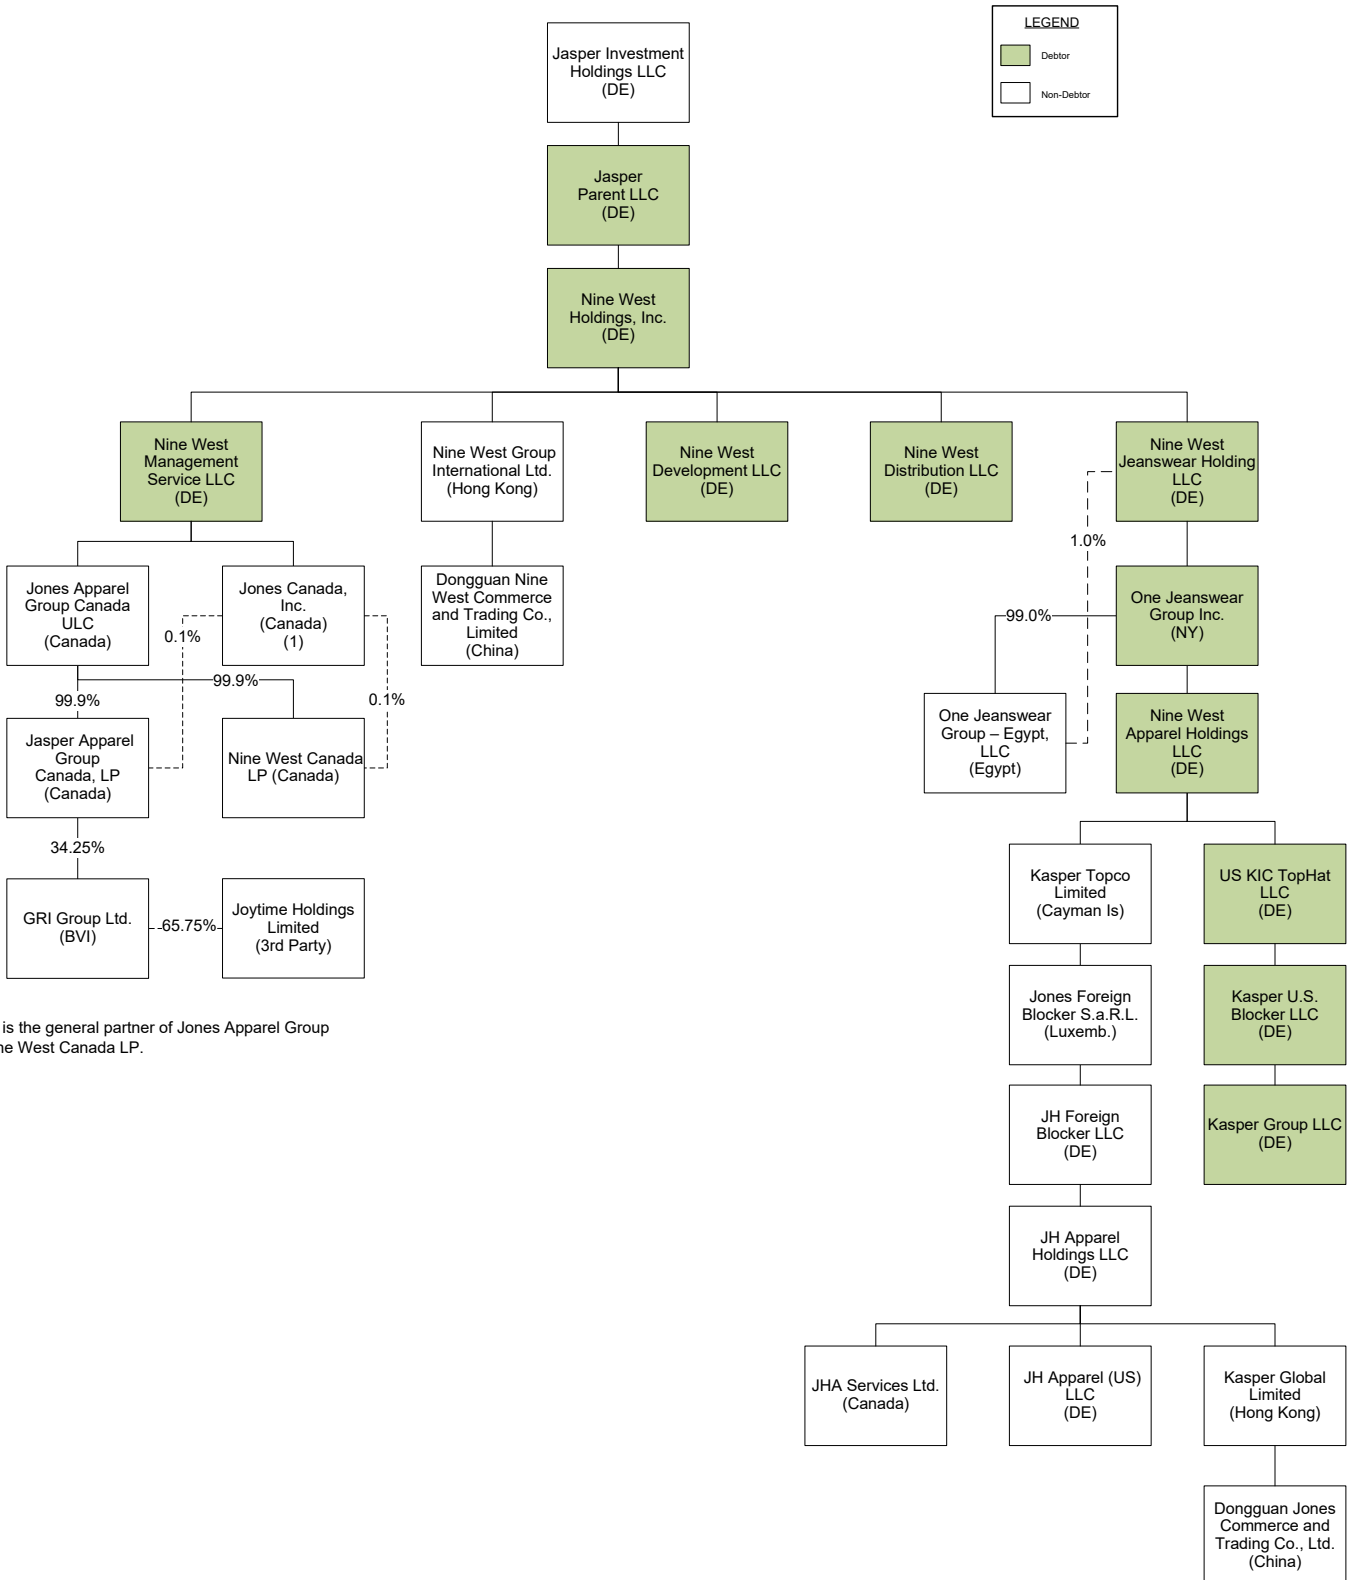 LEGEND
Debtor
Non-Debtor
Jasper Investment
Holdings LLC
(DE)
Jasper
Parent LLC
(DE)
Nine West
Holdings, Inc.
(DE)
Nine West
Management
Service LLC
(DE)
Nine West Group
International Ltd.
(Hong Kong)
Nine West
Development LLC
(DE)
Nine West
Distribution LLC
(DE)
Nine West
Jeanswear Holding
LLC
(DE)
1.0%
Jones Apparel
Group Canada
ULC
(Canada)
0.1%
Jones Canada,
Inc.
(Canada)
(1)
Dongguan Nine
West Commerce
and Trading Co.,
Limited
(China)
99.0%
One Jeanswear
Group Inc.
(NY)
99.9%
99.9%
0.1%
Jasper Apparel
Group
Canada, LP
(Canada)
Nine West Canada
LP (Canada)
One Jeanswear
Group – Egypt,
LLC
(Egypt)
Nine West
Apparel Holdings
LLC
(DE)
34.25%
GRI Group Ltd.
(BVI)
65.75%
Joytime Holdings
Limited
(3rd Party)
Kasper Topco
Limited
(Cayman Is)
US KIC TopHat
LLC
(DE)
Jones Foreign
Blocker S.a.R.L.
(Luxemb.)
Kasper U.S.
Blocker LLC
(DE)
is the general partner of Jones Apparel Group
ne West Canada LP.
JH Foreign
Blocker LLC
(DE)
Kasper Group LLC
(DE)
JH Apparel
Holdings LLC
(DE)
JHA Services Ltd.
(Canada)
JH Apparel (US)
LLC
(DE)
Kasper Global
Limited
(Hong Kong)
Dongguan Jones
Commerce and
Trading Co., Ltd.
(China)